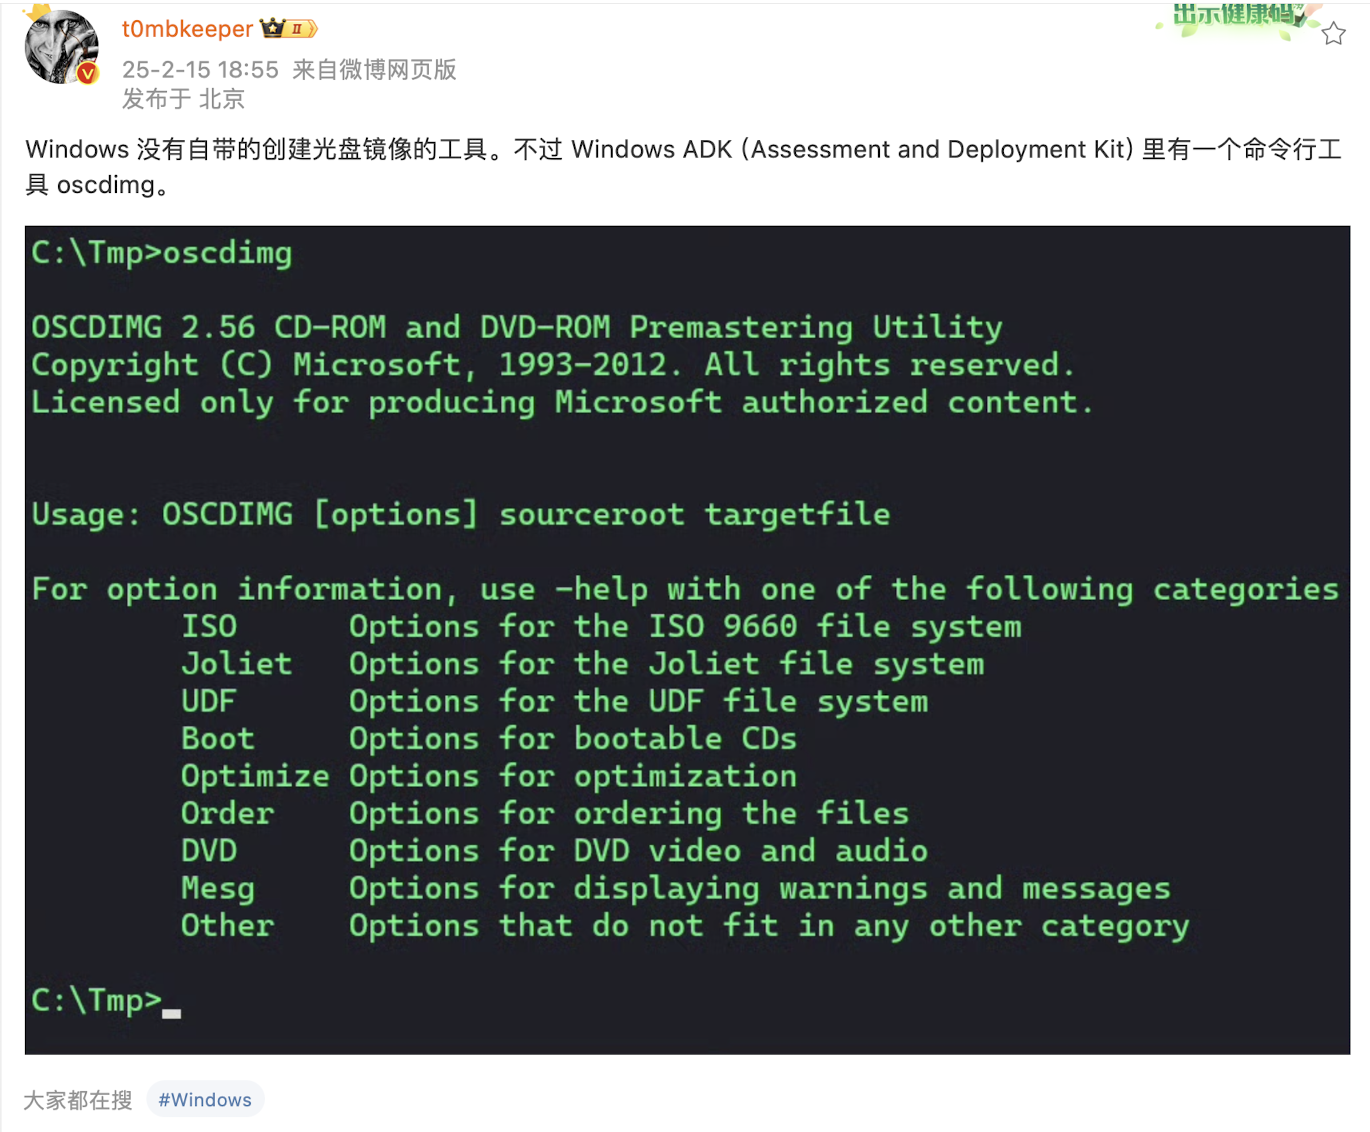 t0mbkeeper II
出示健康码
25-2-15 18:55 来自微博网页版
发布于 北京
Windows 没有自带的创建光盘镜像的工具。不过 Windows ADK (Assessment and Deployment Kit) 里有一个命令行工
具 oscdimg。
C:\Tmp>oscdimg
OSCDIMG 2.56 CD-ROM and DVD-ROM Premastering Utility
Copyright (C) Microsoft, 1993-2012. All rights reserved.
Licensed only for producing Microsoft authorized content.
Usage: OSCDIMG [options] sourceroot targetfile
For option information, use -help with one of the following categories
ISO Options for the ISO 9660 file system
Joliet Options for the Joliet file system
UDF Options for the UDF file system
Boot Options for bootable CDs
Optimize Options for optimization
Order Options for ordering the files
DVD Options for DVD video and audio
Mesg Options for displaying warnings and messages
Other Options that do not fit in any other category
C:\Tmp>_
大家都在搜 #Windows